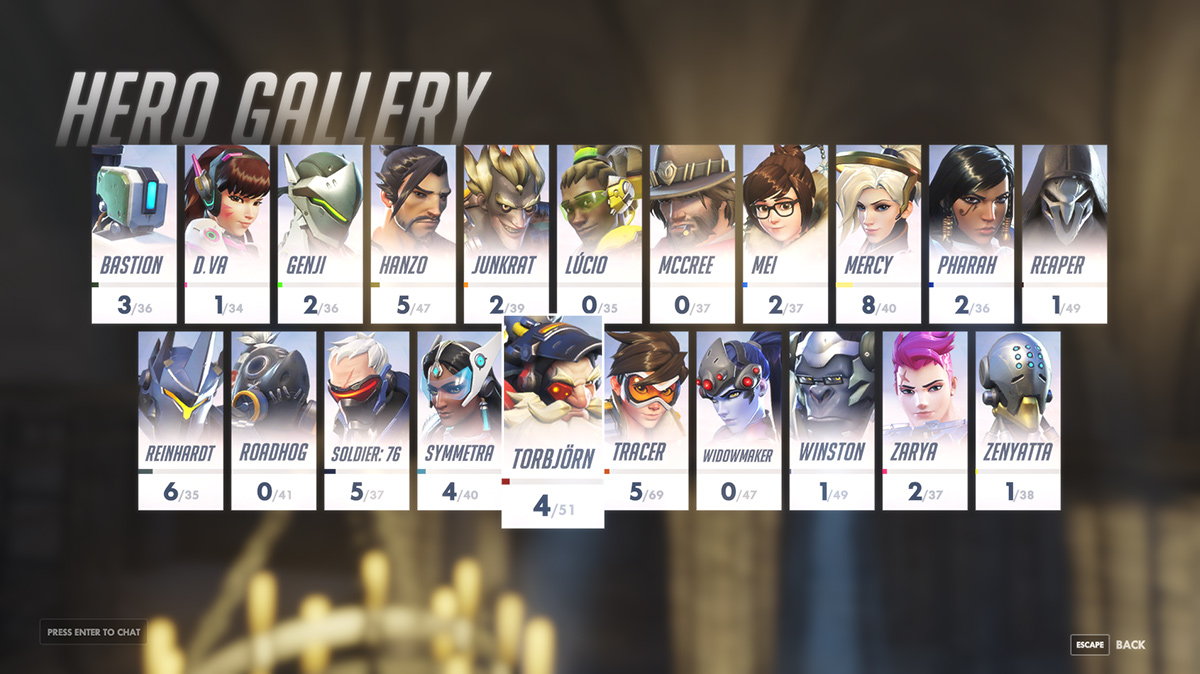 HERO GALLERY
BASTION D.VA GENJI HANZO JUNKRAT LÚCIO MCCREE MEI MERCY PHARAH REAPER
3/36 1/34 2/36 5/47 2/39 0/35 0/37 2/37 8/40 2/36 1/49
REINHARDT ROADHOG SOLDIER: 76 SYMMETRA TORBJÖRN TRACER WIDOWMAKER WINSTON ZARYA ZENYATTA
6/35 0/41 5/37 4/40 4/51 5/69 0/47 1/49 2/37 1/38
PRESS ENTER TO CHAT
ESCAPE BACK